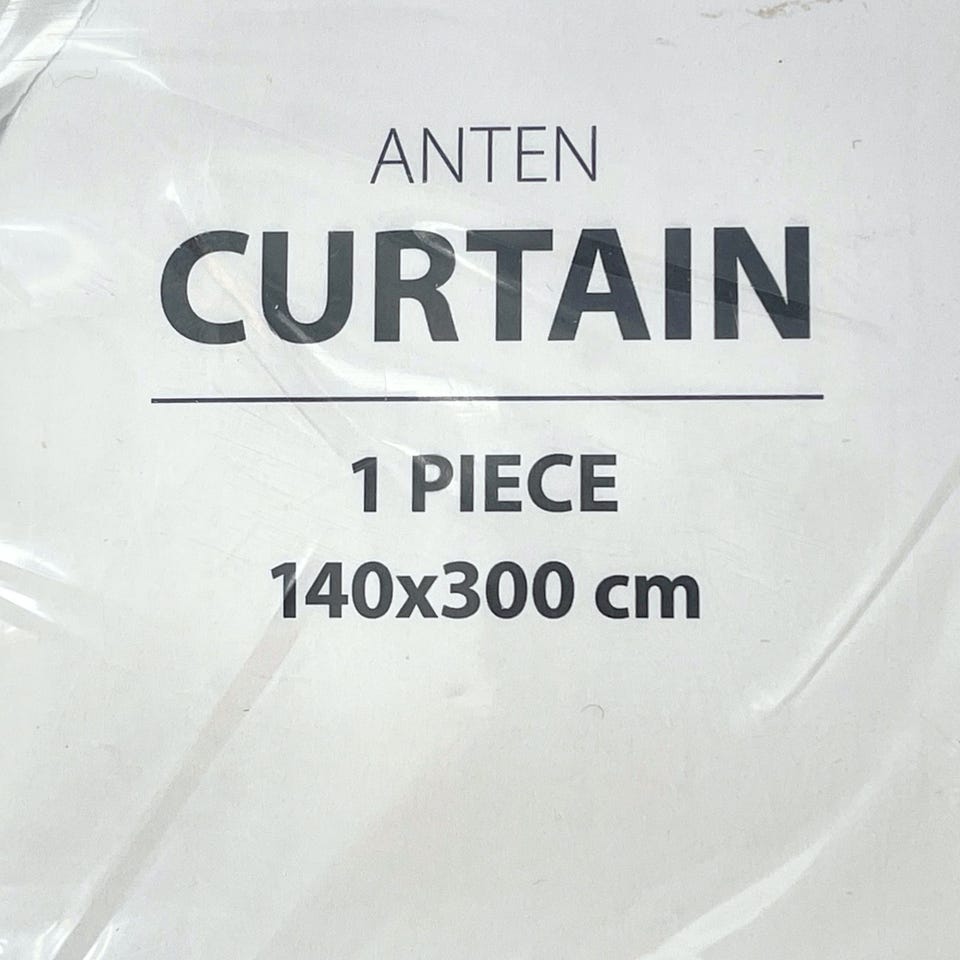 ANTEN
CURTAIN
1 PIECE
140x300 cm